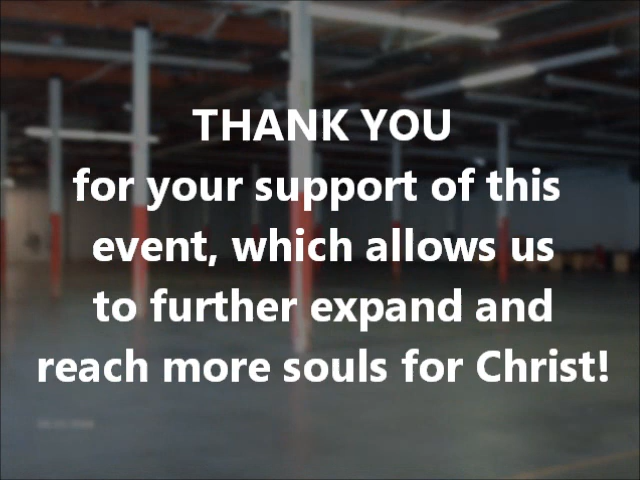 THANK YOU
for your support of this
event, which allows us
to further expand and
reach more souls for Christ!